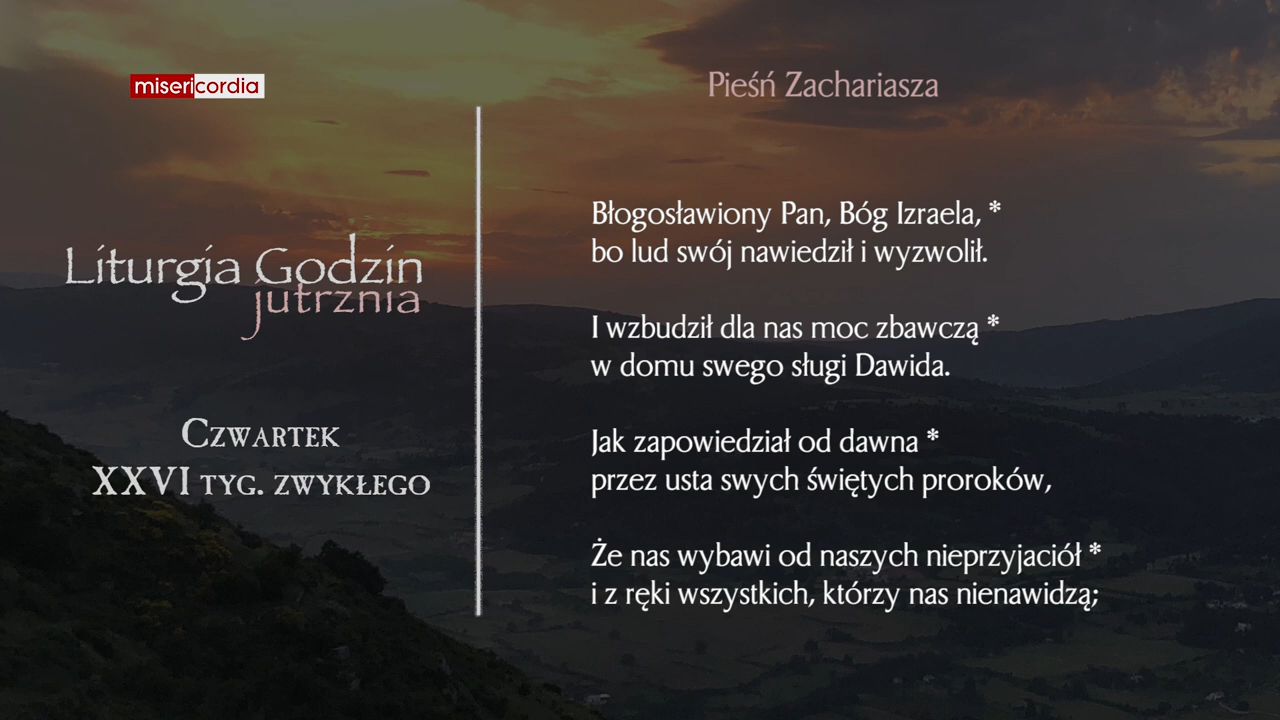 misericordia
Liturgia Godzin
jutrznia
Czwartek
XXVI tyg. zwykłego
Pieśń Zachariasza
Błogosławiony Pan, Bóg Izraela, *
bo lud swój nawiedził i wyzwolił.
I wzbudził dla nas moc zbawczą *
w domu swego sługi Dawida.
Jak zapowiedział od dawna *
przez usta swych świętych proroków,
Że nas wybawi od naszych nieprzyjaciół *
i z ręki wszystkich, którzy nas nienawidzą;